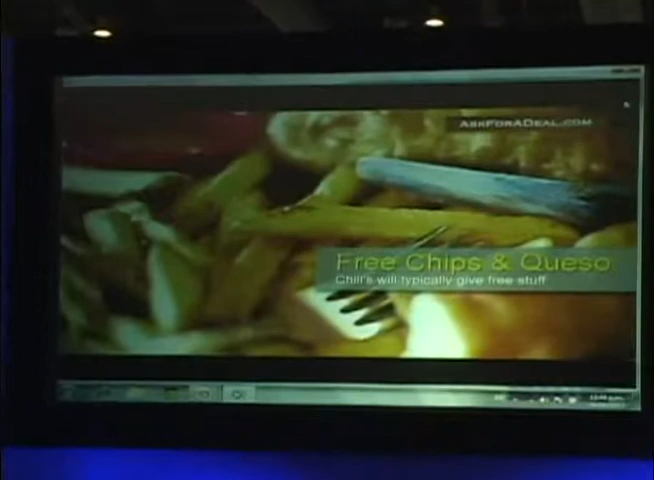 AskForADeal.com
Free Chips & Queso
Chili's will typically give free stuff